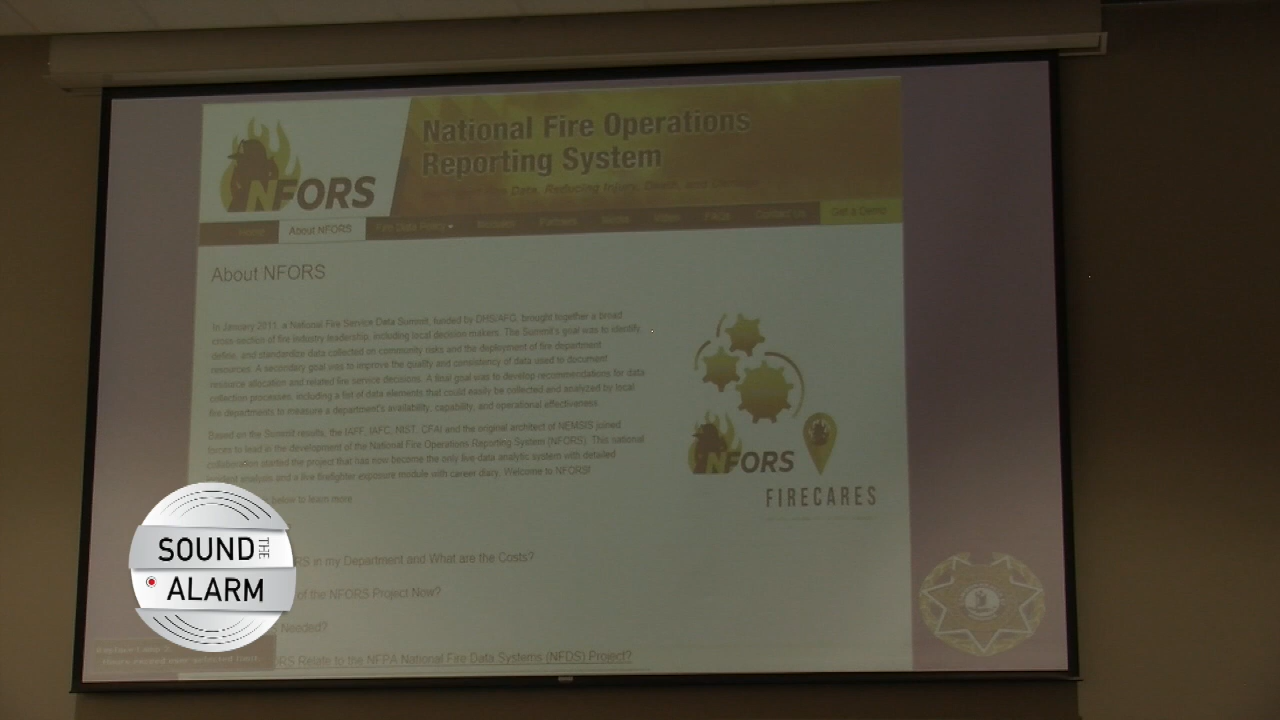 NFORS
National Fire Operations
Reporting System
Data, Reducing Injury, Death, and
Home About NFORS Fire Data Policy Partners News Video FAQs Contact Us Get a Demo
About NFORS
In January 2011, a National Fire Service Data Summit, funded by DHS/AFG, brought together a broad
cross-section of fire industry leadership, including local decision makers. The Summit's goal was to identify,
define, and standardize data collected on community risks and the deployment of fire department
resources. A secondary goal was to improve the quality and consistency of data used to document
resource allocation and related fire service decisions. A final goal was to develop recommendations for data
collection processes, including a list of data elements that could easily be collected and analyzed by local
fire departments to measure a department's availability, capability, and operational effectiveness.
Based on the Summit results, the IAFF, IAFC, NIST, CFAI and the original architect of NEMSIS joined
forces to lead in the development of the National Fire Operations Reporting System (NFORS). This national
collaboration started the project that has now become the only live-data analytic system with detailed
analysis and a live firefighter exposure module with career diary. Welcome to NFORS!
below to learn more
NFORS
FIRECARES
RS in my Department and What are the Costs?
of the NFORS Project Now?
Needed?
RS Relate to the NFPA National Fire Data Systems (NFDS) Project?
SOUND THE
ALARM